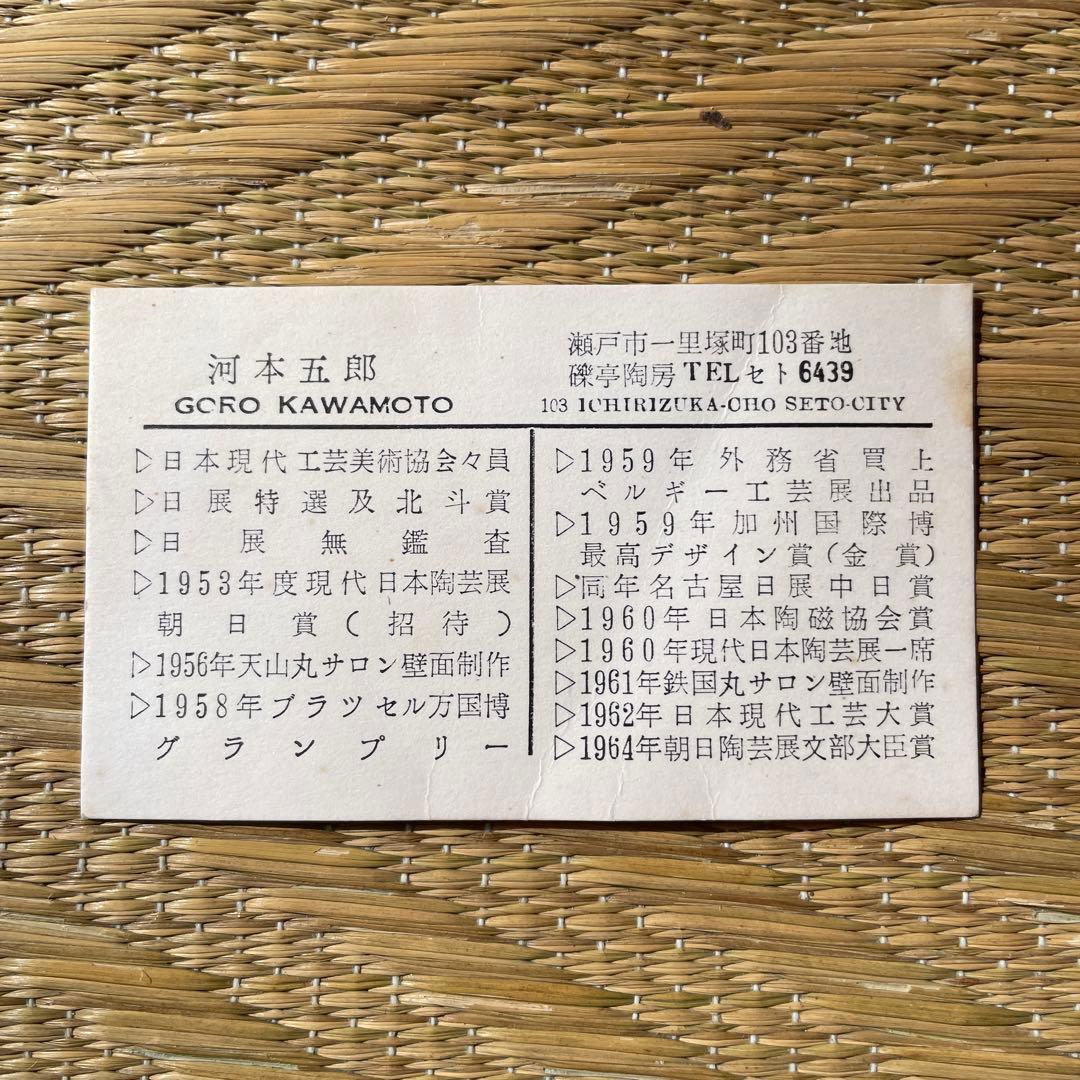 河本五郎
GORO KAWAMOTO
瀬戸市一里塚町103番地
礫亭陶房 TELセト 6439
103 ICHIRIZUKA-CHO SETO-CITY
▷日本現代工芸美術協会々員
▷日展特選及北斗賞
▷日展無鑑査
▷1953年度現代日本陶芸展
朝日賞(招待)
▷1956年天山丸サロン壁面制作
▷1958年ブラツセル万国博
グランプリー
▷1959年外務省買上
ベルギー工芸展出品
▷1959年加州国際博
最高デザイン賞(金賞)
▷同年名古屋日展中日賞
▷1960年日本陶磁協会賞
▷1960年現代日本陶芸展一席
▷1961年鉄国丸サロン壁面制作
▷1962年日本現代工芸大賞
▷1964年朝日陶芸展文部大臣賞